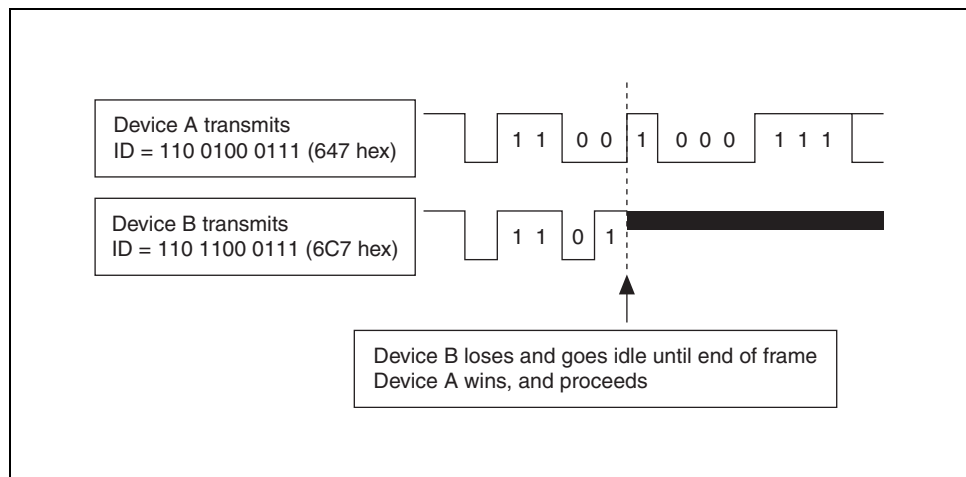 Device A transmits
ID = 110 0100 0111 (647 hex)
1 1 0 0 1 0 0 0 1 1 1
Device B transmits
ID = 110 1100 0111 (6C7 hex)
1 1 0 1
Device B loses and goes idle until end of frame
Device A wins, and proceeds